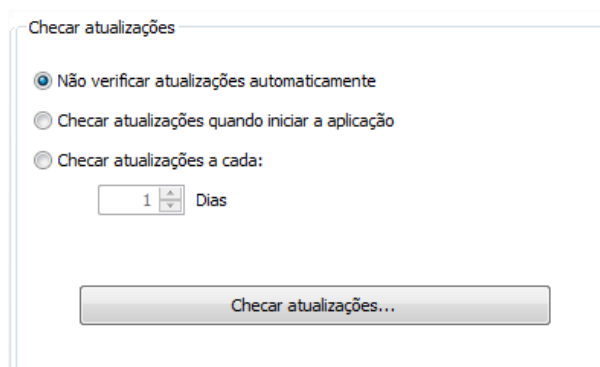 Checar atualizações
Não verificar atualizações automaticamente
Checar atualizações quando iniciar a aplicação
Checar atualizações a cada:
1 Dias
Checar atualizações...